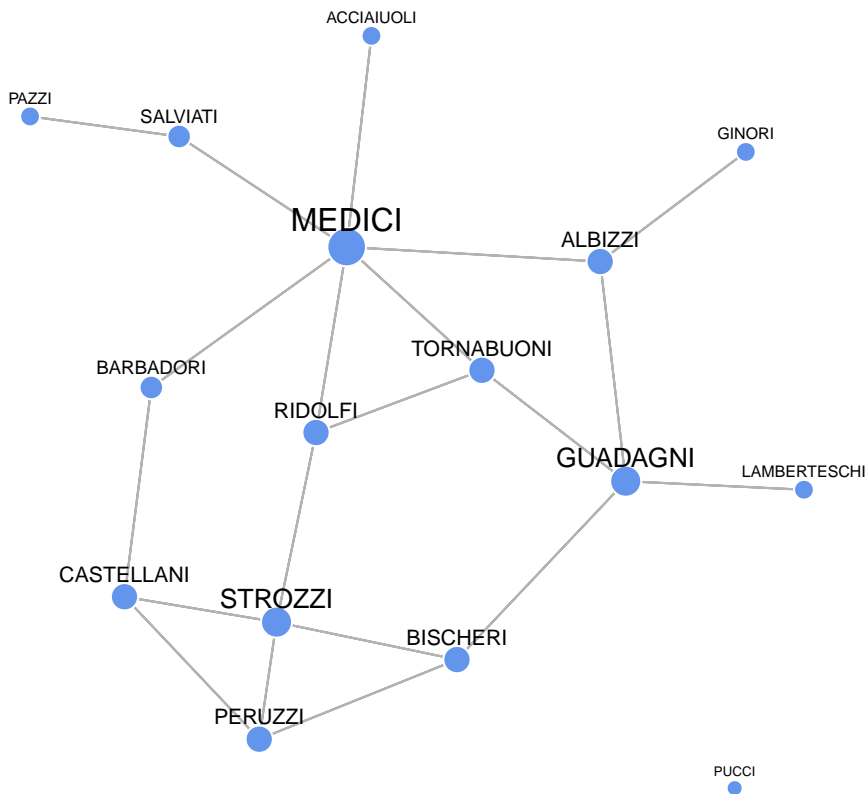 ACCIAIUOLI
PAZZI
SALVIATI
GINORI
MEDICI
ALBIZZI
TORNABUONI
BARBADORI
RIDOLFI
GUADAGNI
LAMBERTESCHI
CASTELLANI
STROZZI
BISCHERI
PERUZZI
PUCCI